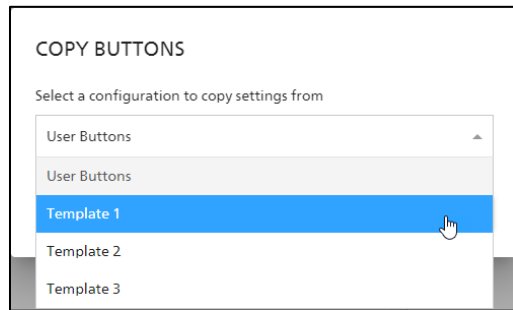 COPY BUTTONS
Select a configuration to copy settings from
User Buttons
User Buttons
Template 1
Template 2
Template 3